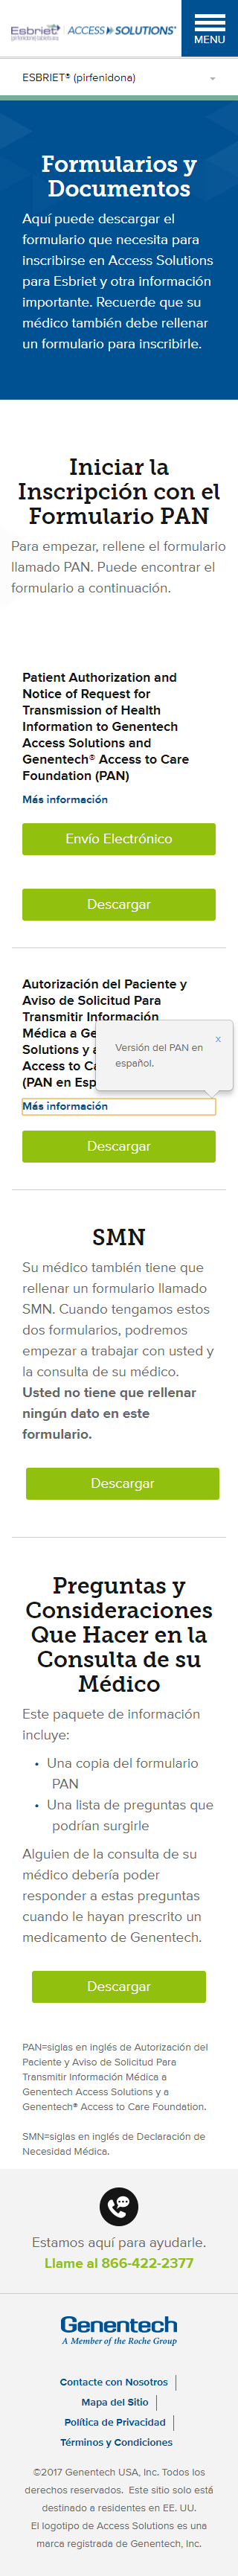 Esbriet
(pirfenidona) tabletas
ACCESS SOLUTIONS®
MENU
ESBRIET® (pirfenidona)
Formularios y
Documentos
Aquí puede descargar el
formulario que necesita para
inscribirse en Access Solutions
para Esbriet y otra información
importante. Recuerde que su
médico también debe rellenar
un formulario para inscribirle.
Iniciar la
Inscripción con el
Formulario PAN
Para empezar, rellene el formulario
llamado PAN. Puede encontrar el
formulario a continuación.
Patient Authorization and
Notice of Request for
Transmission of Health
Information to Genentech
Access Solutions and
Genentech® Access to Care
Foundation (PAN)
Más información
Envío Electrónico
Descargar
Autorización del Paciente y
Aviso de Solicitud Para
Transmitir Información
Médica a Ge
Solutions y a
Access to Ca
(PAN en Esp
x
Versión del PAN en
español.
Más información
Descargar
SMN
Su médico también tiene que
rellenar un formulario llamado
SMN. Cuando tengamos estos
dos formularios, podremos
empezar a trabajar con usted y
la consulta de su médico.
Usted no tiene que rellenar
ningún dato en este
formulario.
Descargar
Preguntas y
Consideraciones
Que Hacer en la
Consulta de su
Médico
Este paquete de información
incluye:
• Una copia del formulario
PAN
• Una lista de preguntas que
podrían surgirle
Alguien de la consulta de su
médico debería poder
responder a estas preguntas
cuando le hayan prescrito un
medicamento de Genentech.
Descargar
PAN=siglas en inglés de Autorización del
Paciente y Aviso de Solicitud Para
Transmitir Información Médica a
Genentech Access Solutions y a
Genentech® Access to Care Foundation.
SMN=siglas en inglés de Declaración de
Necesidad Médica.
Estamos aquí para ayudarle.
Llame al 866-422-2377
Genentech
A Member of the Roche Group
Contacte con Nosotros
Mapa del Sitio
Política de Privacidad
Términos y Condiciones
©2017 Genentech USA, Inc. Todos los
derechos reservados. Este sitio solo está
destinado a residentes en EE. UU.
El logotipo de Access Solutions es una
marca registrada de Genentech, Inc.